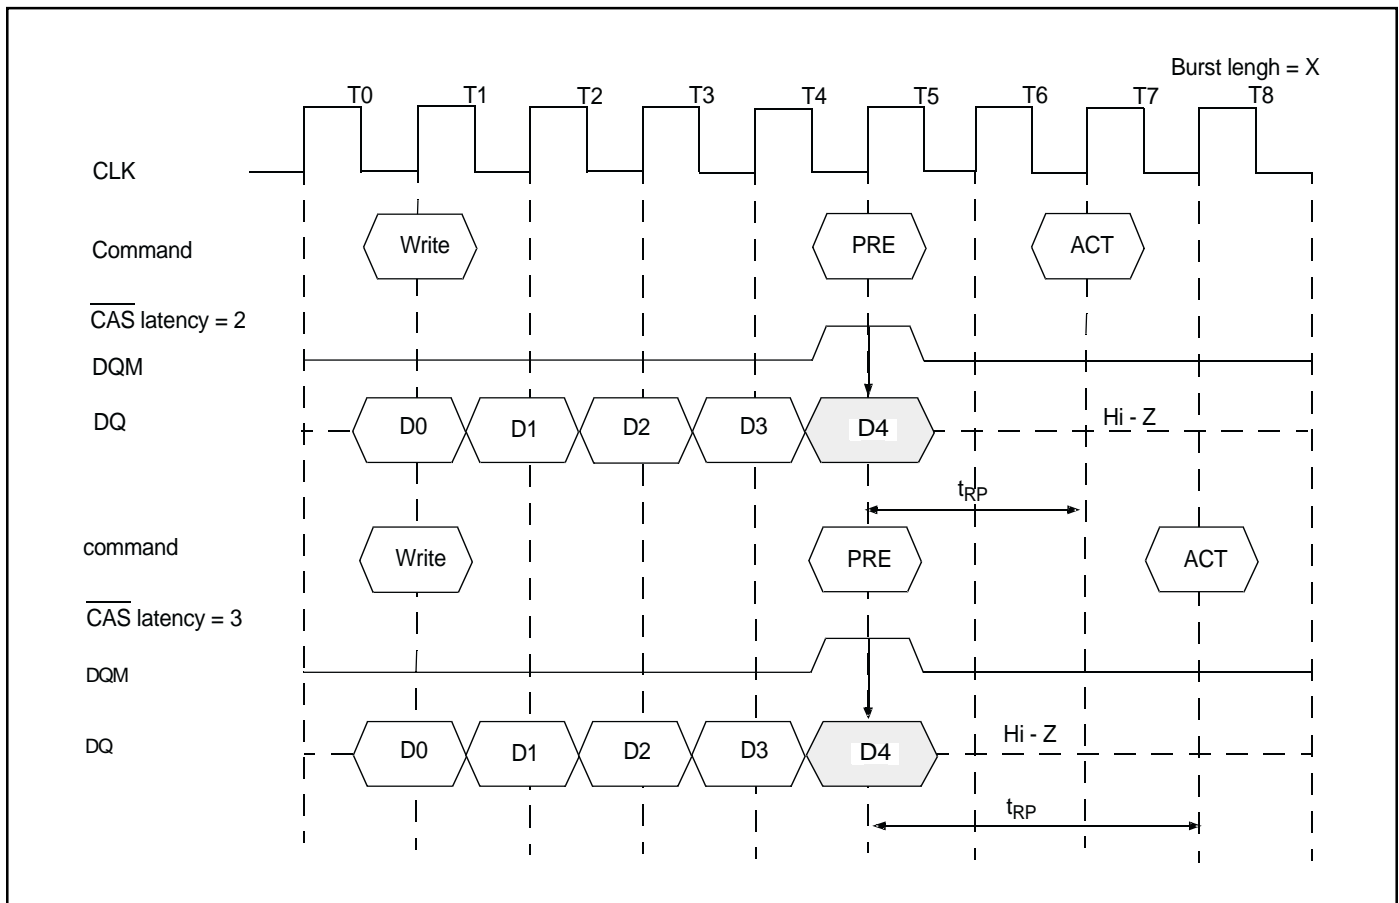 Burst lengh = X
T0 T1 T2 T3 T4 T5 T6 T7 T8
CLK
Command Write PRE ACT
CAS latency = 2
DQM
DQ D0 D1 D2 D3 D4 Hi - Z
tRP
command Write PRE ACT
CAS latency = 3
DQM
DQ D0 D1 D2 D3 D4 Hi - Z
tRP